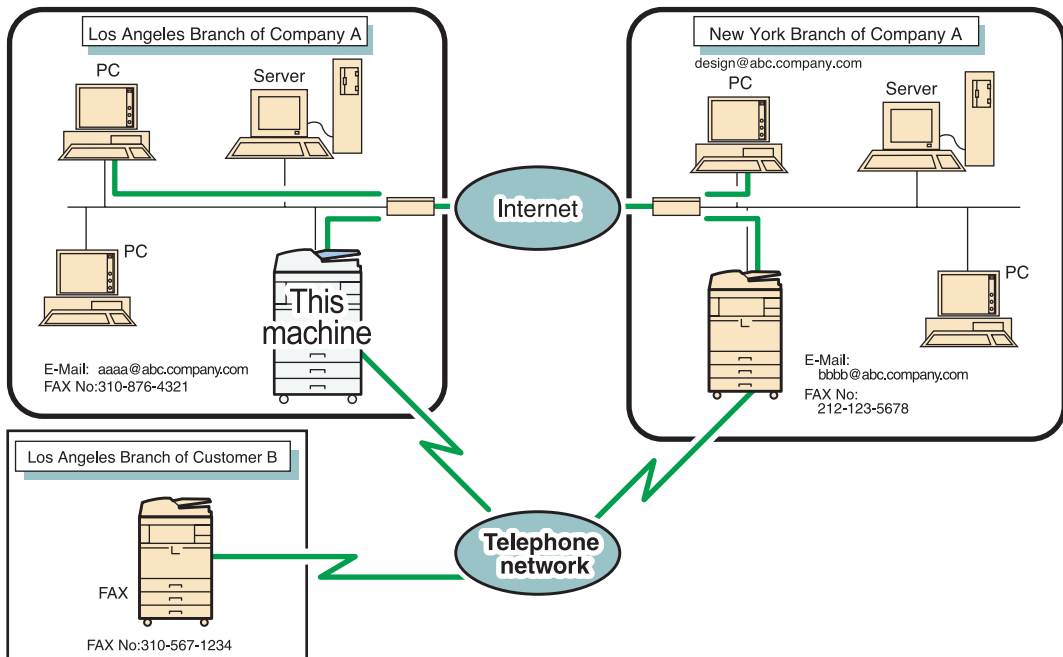 Los Angeles Branch of Company A
PC
Server
PC
This
machine
E-Mail: aaaa@abc.company.com
FAX No:310-876-4321
Internet
New York Branch of Company A
design@abc.company.com
PC
Server
PC
E-Mail:
bbbb@abc.company.com
FAX No:
212-123-5678
Los Angeles Branch of Customer B
FAX
FAX No:310-567-1234
Telephone
network